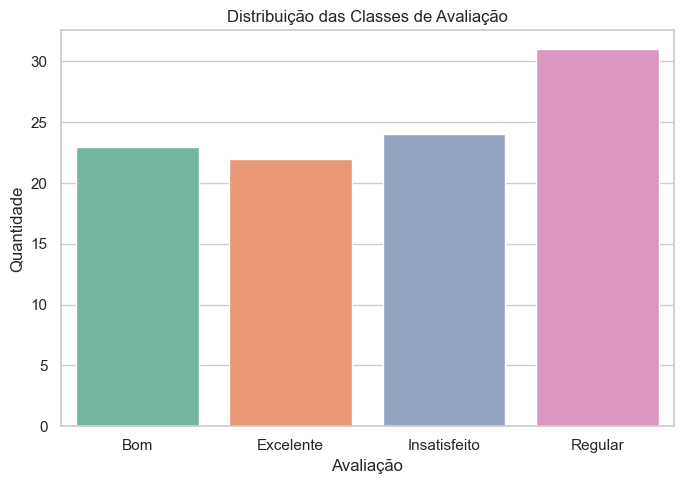 Distribuição das Classes de Avaliação
Quantidade
30
25
20
15
10
5
0
Bom Excelente Insatisfeito Regular
Avaliação